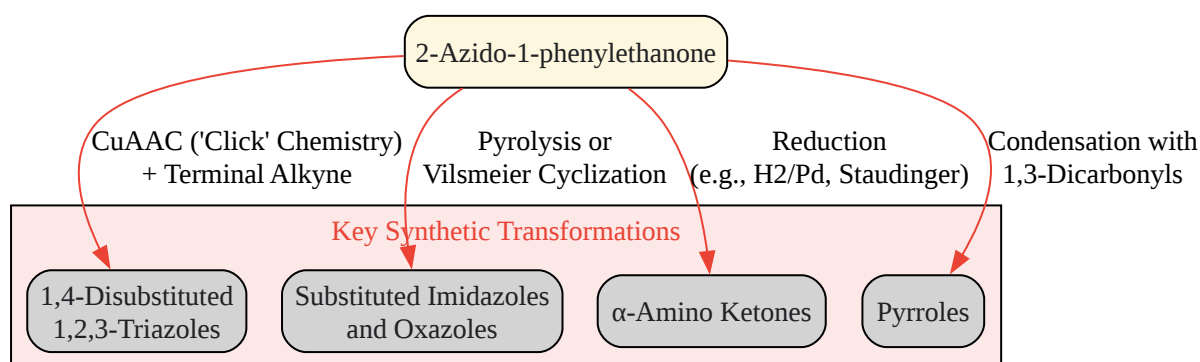 2-Azido-1-phenylethanone
CuAAC ('Click' Chemistry)
+ Terminal Alkyne
Pyrolysis or
Vilsmeier Cyclization
Reduction
(e.g., H2/Pd, Staudinger)
Condensation with
1,3-Dicarbonyls
Key Synthetic Transformations
1,4-Disubstituted
1,2,3-Triazoles
Substituted Imidazoles
and Oxazoles
α-Amino Ketones
Pyrroles